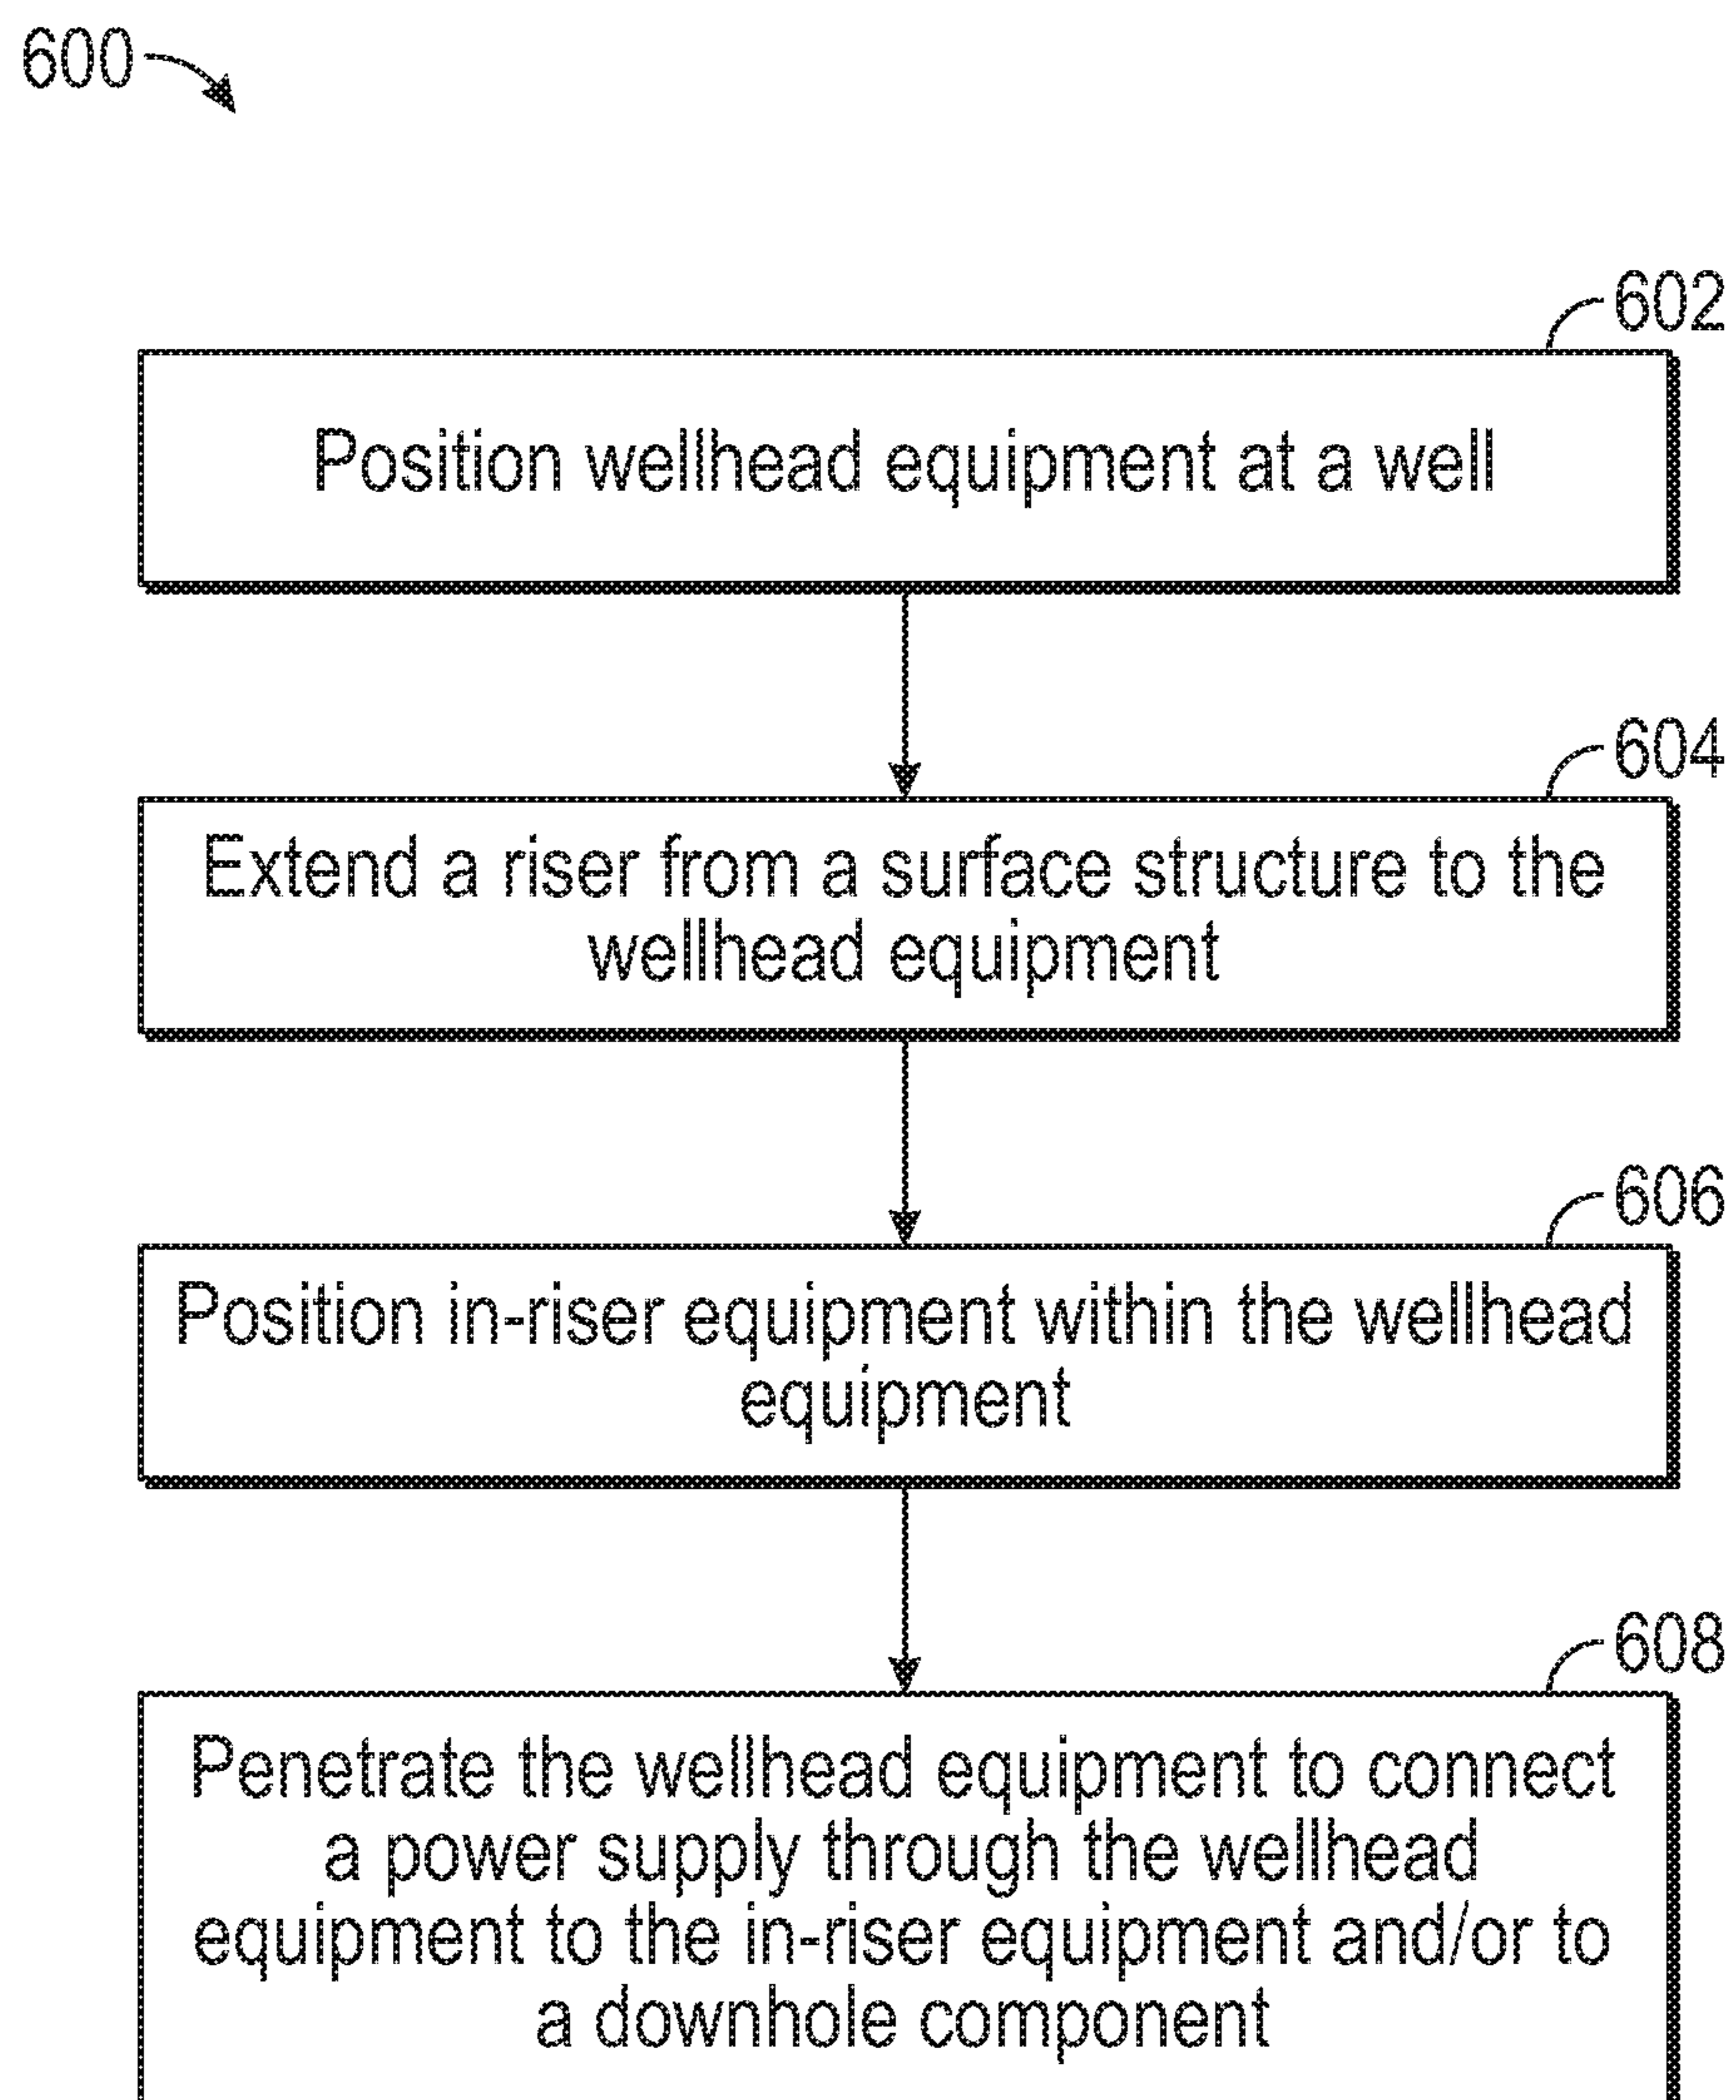 600
602
Position wellhead equipment at a well
604
Extend a riser from a surface structure to the
wellhead equipment
606
Position in-riser equipment within the wellhead
equipment
608
Penetrate the wellhead equipment to connect
a power supply through the wellhead
equipment to the in-riser equipment and/or to
a downhole component